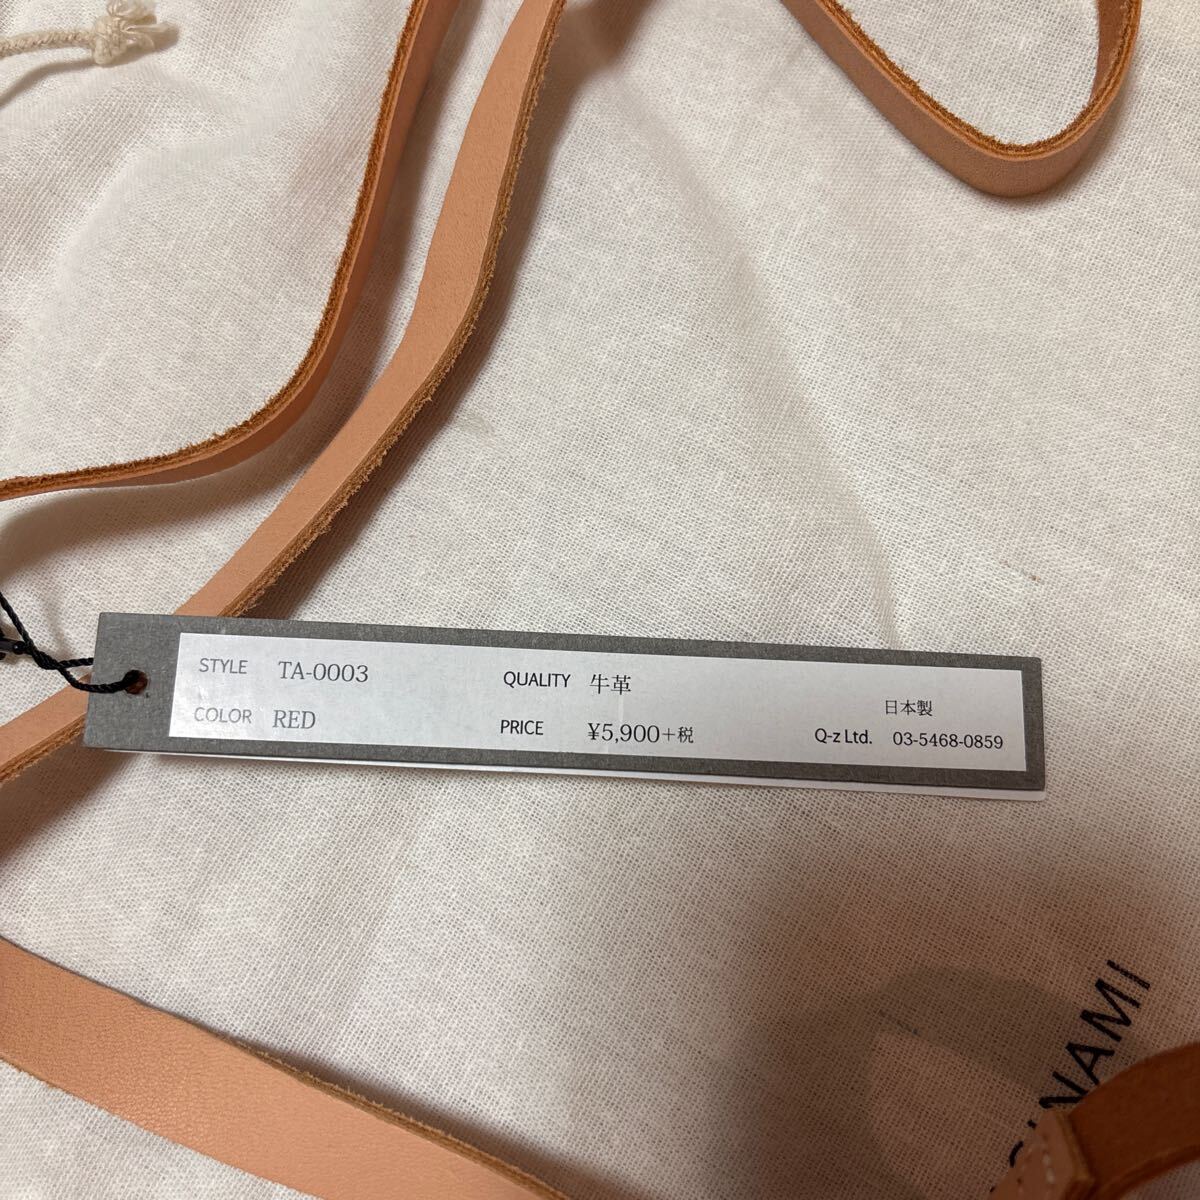 STYLE TA-0003 QUALITY 牛革 日本製
COLOR RED PRICE ¥5,900+税 Q-z Ltd. 03-5468-0859